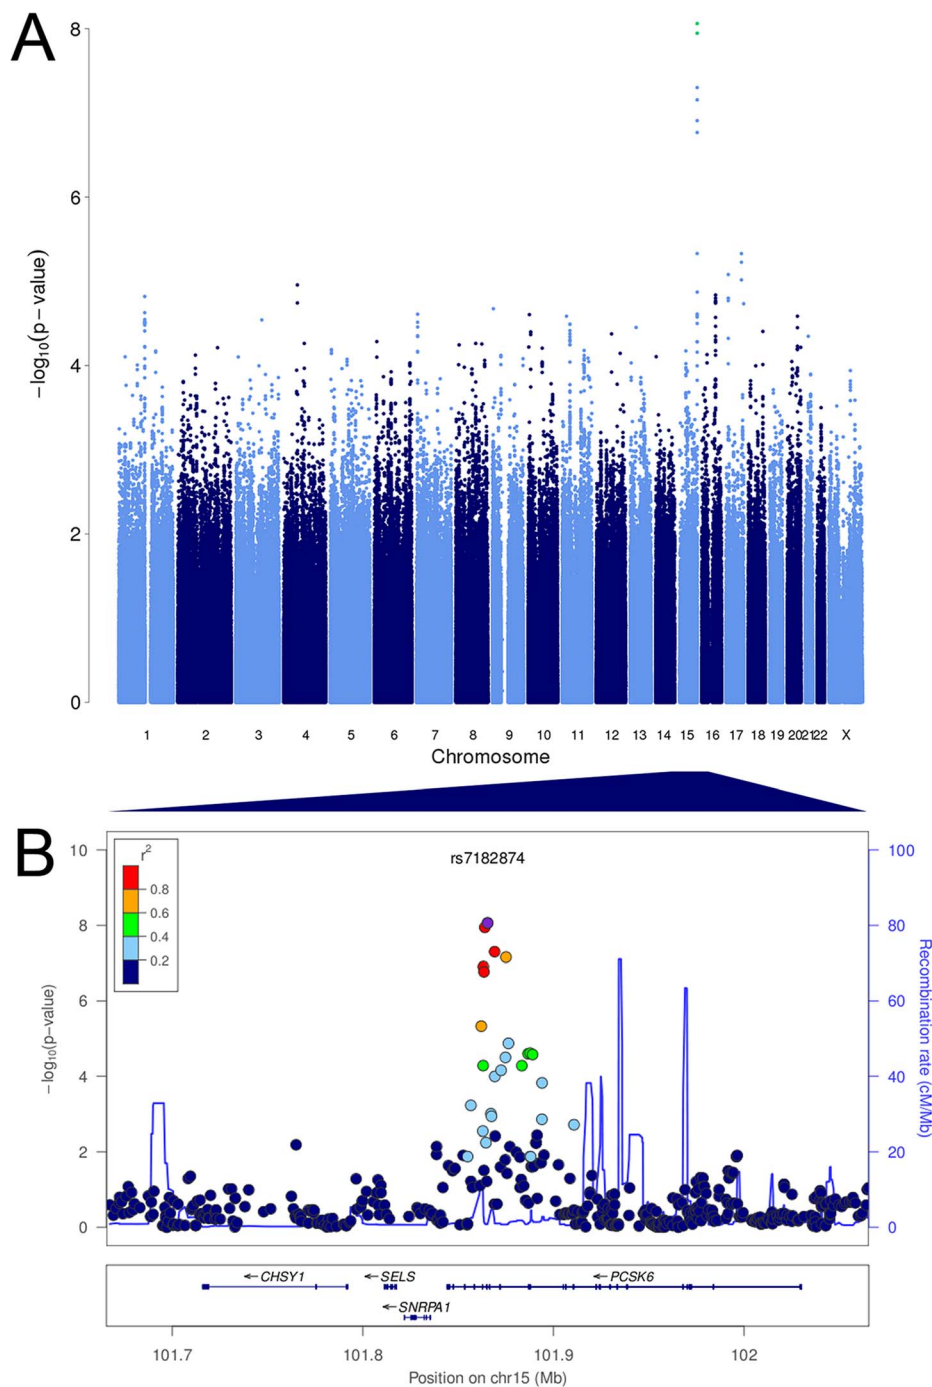 A
8
6
4
2
0
−log10(p−value)
1 2 3 4 5 6 7 8 9 10 11 12 13 14 15 16 17 18 19 20 21 22 X
Chromosome
B
rs7182874
r2
0.8
0.6
0.4
0.2
10
8
6
4
2
0
−log10(p−value)
100
80
60
40
20
0
Recombination rate (cM/Mb)
CHSY1
SELS
PCSK6
SNRPA1
101.7 101.8 101.9 102
Position on chr15 (Mb)